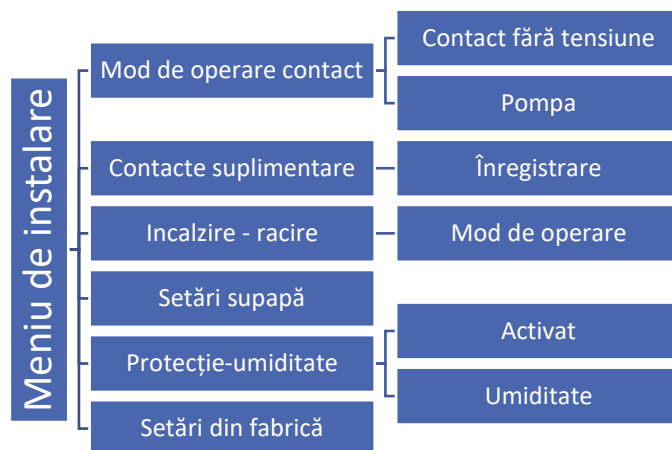 Meniu de instalare
Mod de operare contact
Contact fără tensiune
Pompa
Contacte suplimentare
Înregistrare
Incalzire - racire
Mod de operare
Setări supapă
Protecție-umiditate
Activat
Umiditate
Setări din fabrică